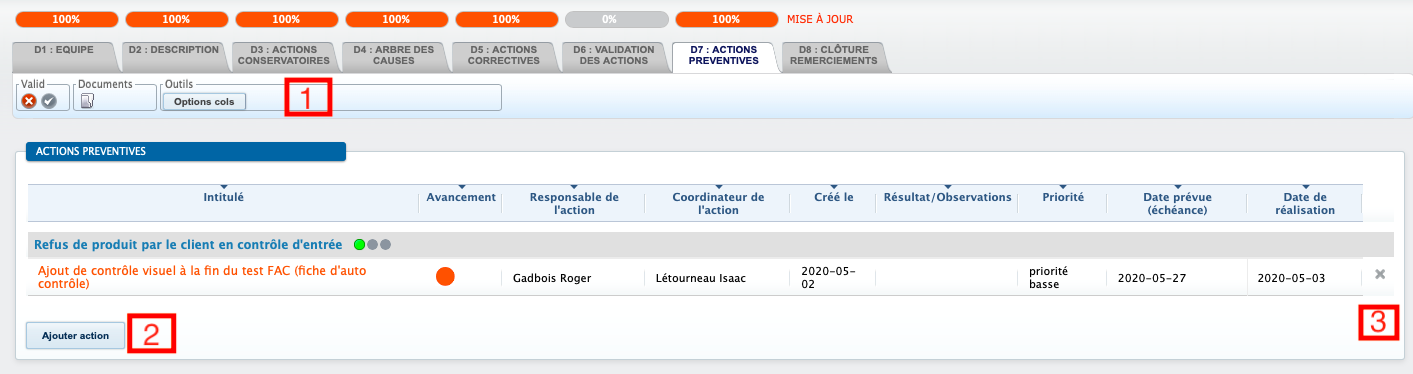 100% 100% 100% 100% 100% 0% 100% MISE À JOUR
D1 : EQUIPE
D2 : DESCRIPTION
D3 : ACTIONS
CONSERVATOIRES
D4 : ARBRE DES
CAUSES
D5 : ACTIONS
CORRECTIVES
D6 : VALIDATION
DES ACTIONS
D7 : ACTIONS
PREVENTIVES
D8 : CLÔTURE
REMERCIEMENTS
Valid
Documents
Outils
Options cols
1
ACTIONS PREVENTIVES
Intitulé
Avancement
Responsable de
l'action
Coordinateur de
l'action
Créé le
Résultat/Observations
Priorité
Date prévue
(échéance)
Date de
réalisation
Refus de produit par le client en contrôle d'entrée
Ajout de contrôle visuel à la fin du test FAC (fiche d'auto
contrôle)
Gadbois Roger
Létourneau Isaac
2020-05-
02
priorité
basse
2020-05-27
2020-05-03
3
Ajouter action
2